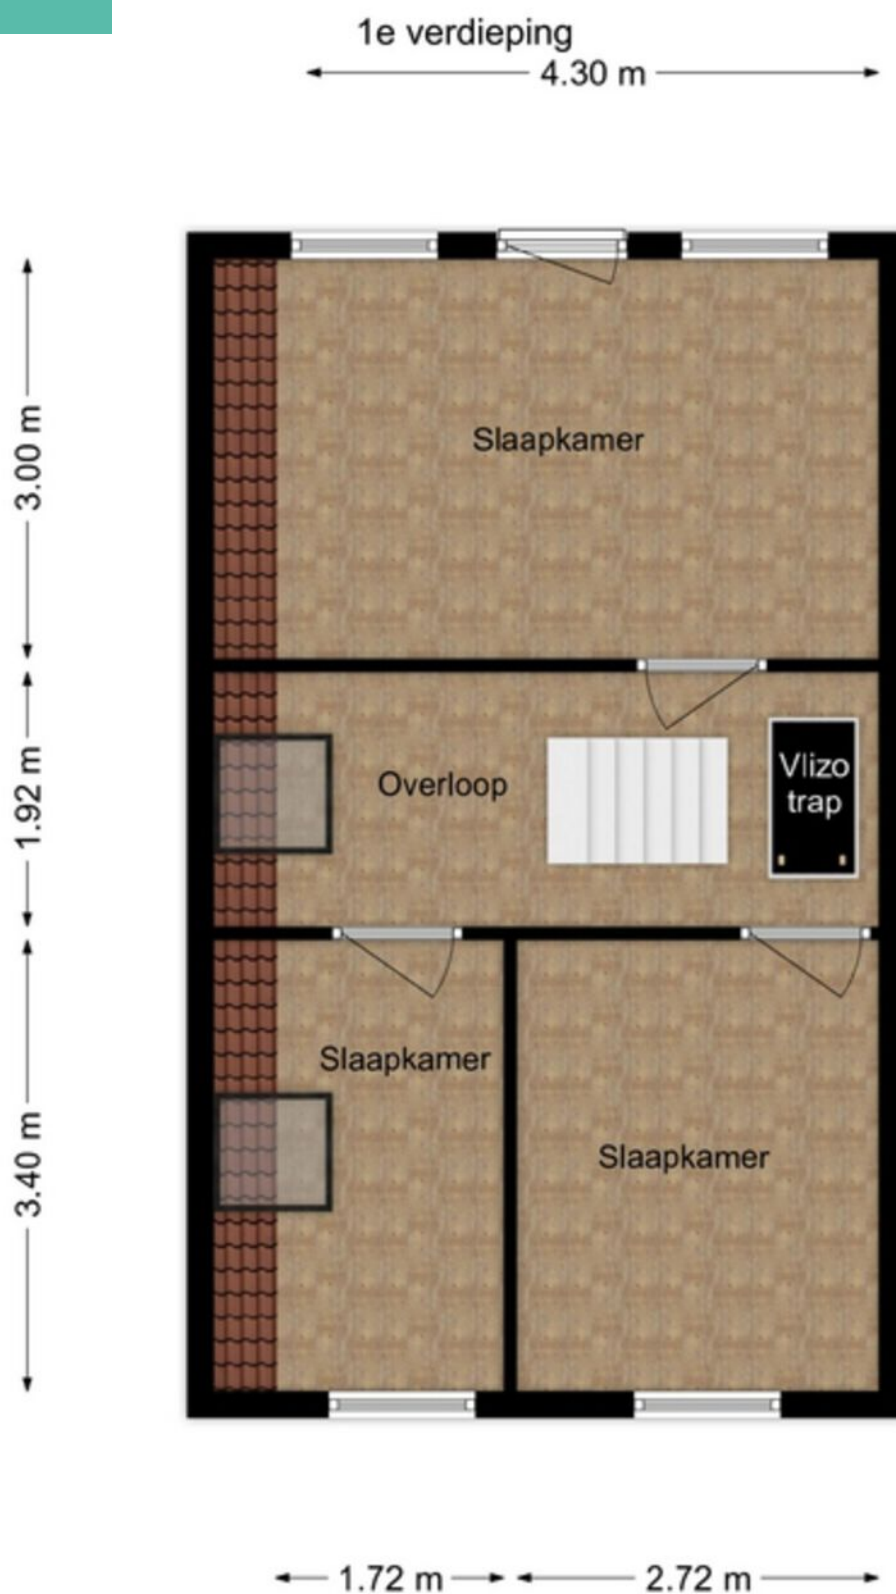 1e verdieping
4.30 m
3.00 m
Slaapkamer
1.92 m
Overloop
Vlizo
trap
3.40 m
Slaapkamer
Slaapkamer
1.72 m
2.72 m